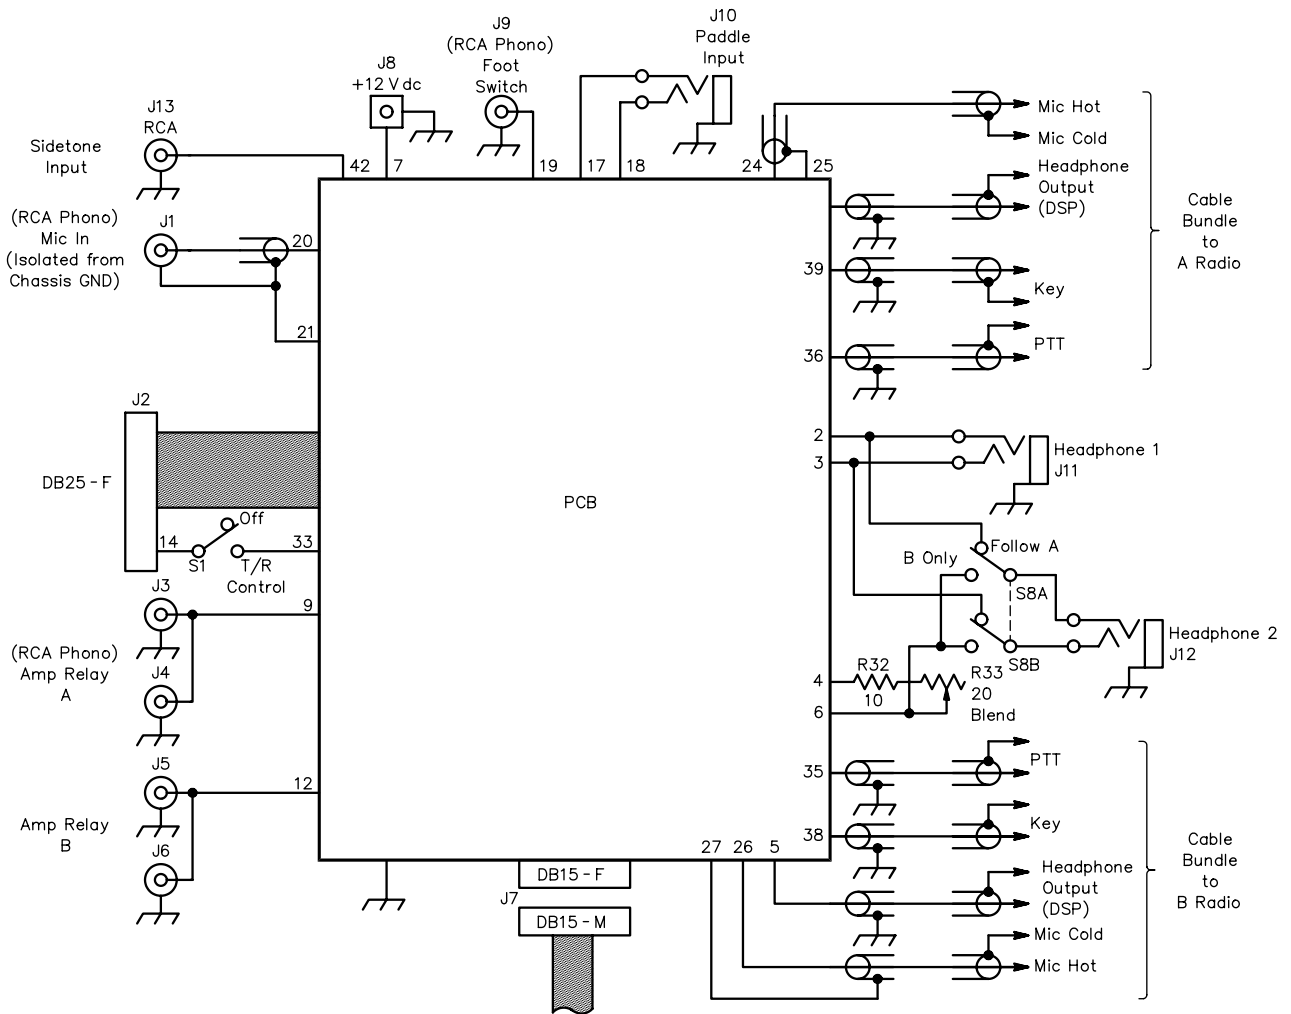 J10
Paddle
Input
J9
(RCA Phono)
Foot
Switch
J8
+12 V dc
J13
RCA
Sidetone
Input
42
7
19
17
18
24
25
Mic Hot
Mic Cold
Headphone
Output
(DSP)
Key
PTT
Cable
Bundle
to
A Radio
(RCA Phono)
Mic In
(Isolated from
Chassis GND)
J1
20
21
39
36
J2
DB25-F
14
S1
Off
T/R
Control
33
PCB
2
3
Headphone 1
J11
B Only
Follow A
S8A
S8B
Headphone 2
J12
J3
9
(RCA Phono)
Amp Relay
A
J4
4
R32
10
R33
20
Blend
6
J5
12
Amp Relay
B
J6
35
38
27
26
5
PTT
Key
Headphone
Output
(DSP)
Mic Cold
Mic Hot
Cable
Bundle
to
B Radio
DB15-F
J7
DB15-M